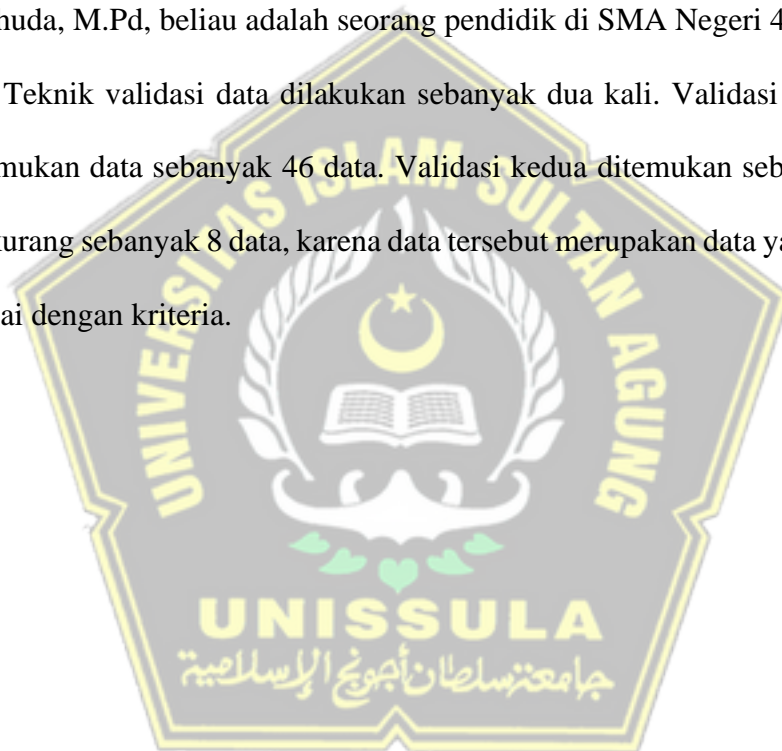 huda, M.Pd, beliau adalah seorang pendidik di SMA Negeri 4
Teknik validasi data dilakukan sebanyak dua kali. Validasi
mukan data sebanyak 46 data. Validasi kedua ditemukan seb
kurang sebanyak 8 data, karena data tersebut merupakan data ya
ai dengan kriteria.
UNIVERSITAS ISLAM SULTAN AGUNG
UNISSULA
جامعة سلطان أجونج الإسلامية